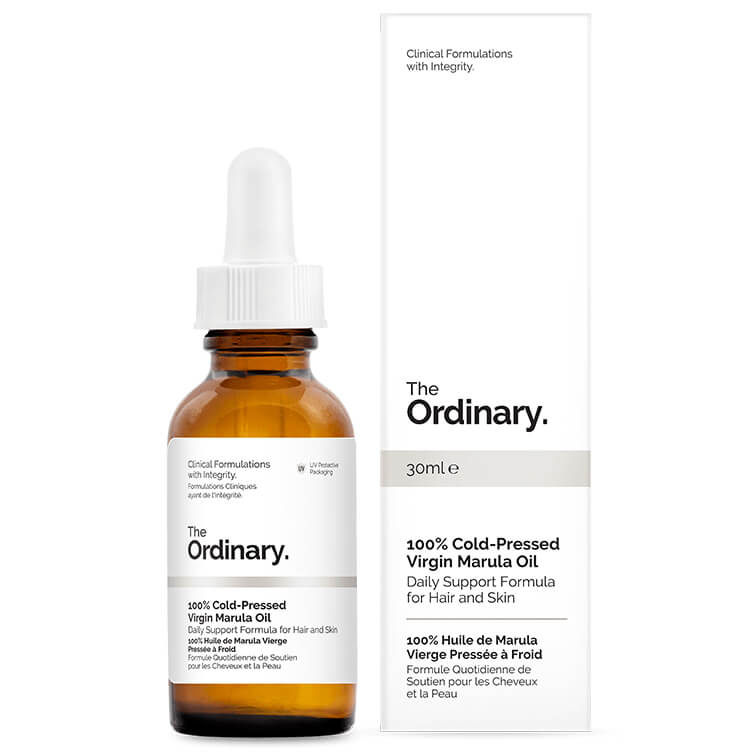 Clinical Formulations
with Integrity.
Formulations Cliniques
ayant de l'intégrité.
UV
UV Protective
Packaging
The
Ordinary.
100% Cold-Pressed
Virgin Marula Oil
Daily Support Formula for Hair and Skin
100% Huile de Marula Vierge
Pressée à Froid
Formule Quotidienne de Soutien
pour les Cheveux et la Peau
Clinical Formulations
with Integrity.
The
Ordinary.
30ml e
100% Cold-Pressed
Virgin Marula Oil
Daily Support Formula
for Hair and Skin
100% Huile de Marula
Vierge Pressée à Froid
Formule Quotidienne de
Soutien pour les Cheveux
et la Peau